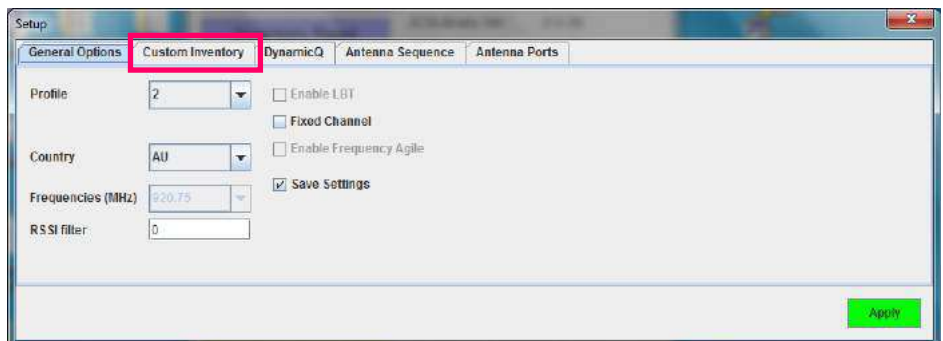 Setup
General Options Custom Inventory DynamicQ Antenna Sequence Antenna Ports
Profile 2 Enable LBT
Fixed Channel
Country AU Enable Frequency Agile
Save Settings
Frequencies (MHz) 920.75
RSSI filter 0
Apply